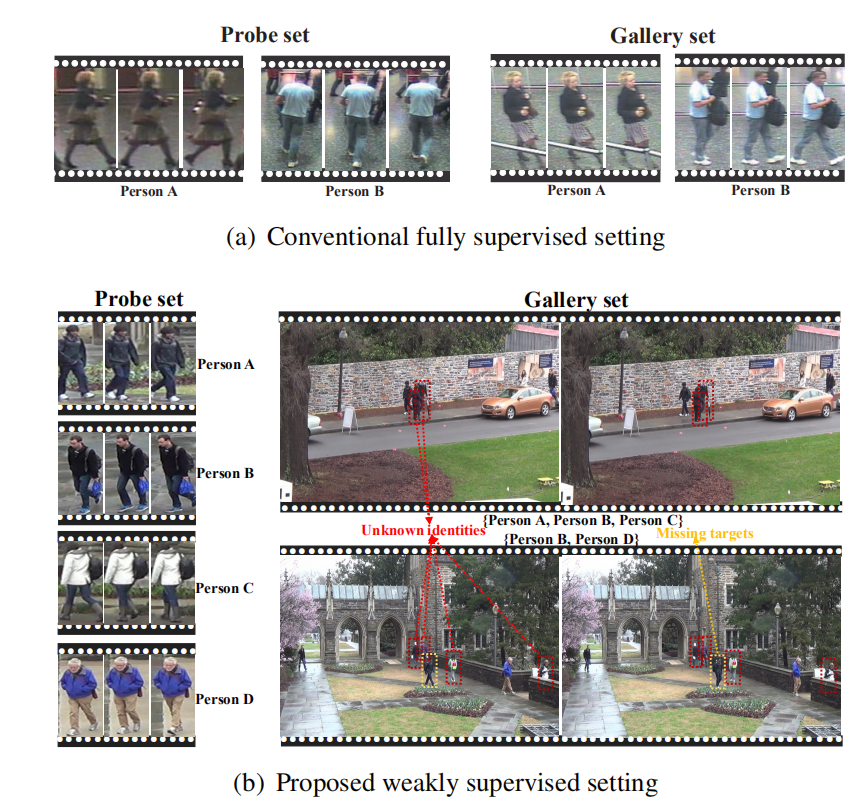 Probe set
Gallery set
Person A
Person B
Person A
Person B
(a) Conventional fully supervised setting
Probe set
Gallery set
Person A
Person B
Person C
Person D
{Person A, Person B, Person C}
Unknown identities
{Person B, Person D}
Missing targets
(b) Proposed weakly supervised setting